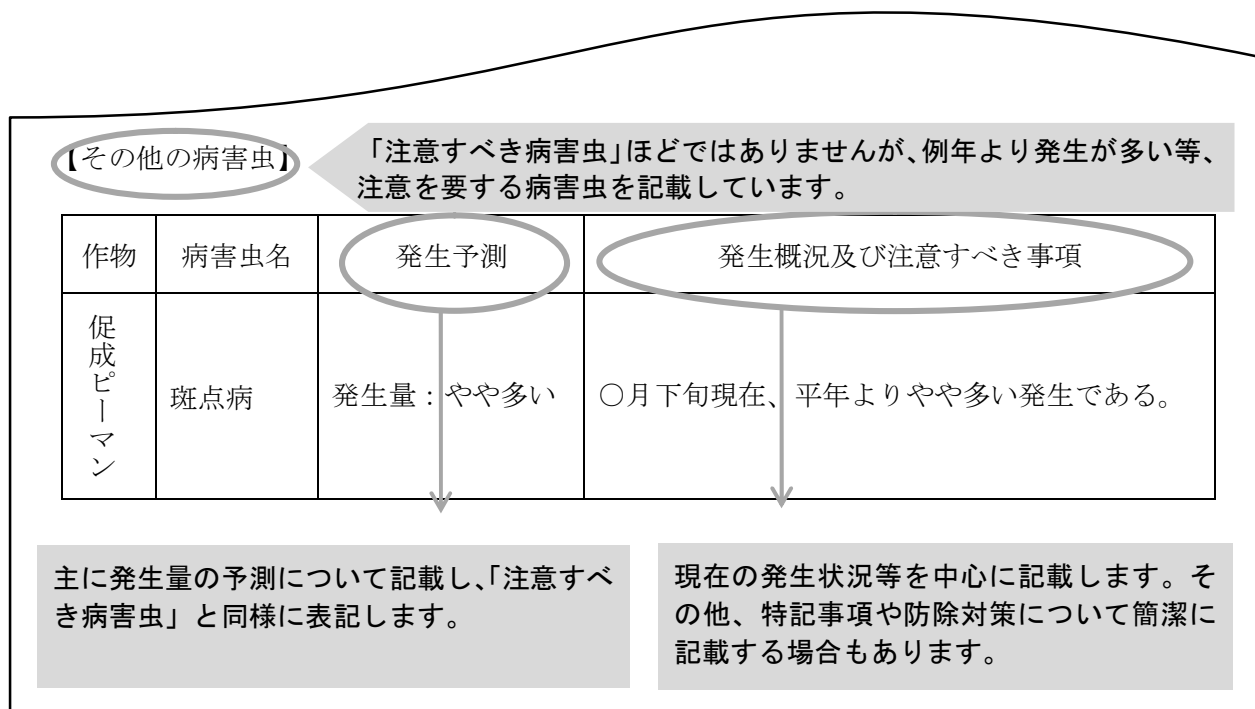 【その他の病害虫】
「注意すべき病害虫」ほどではありませんが、例年より発生が多い等、
注意を要する病害虫を記載しています。
作物 病害虫名 発生予測 発生概況及び注意すべき事項
促成ピーマン 斑点病 発生量：やや多い ○月下旬現在、平年よりやや多い発生である。
主に発生量の予測について記載し、「注意すべ
き病害虫」と同様に表記します。
現在の発生状況等を中心に記載します。そ
の他、特記事項や防除対策について簡潔に
記載する場合もあります。